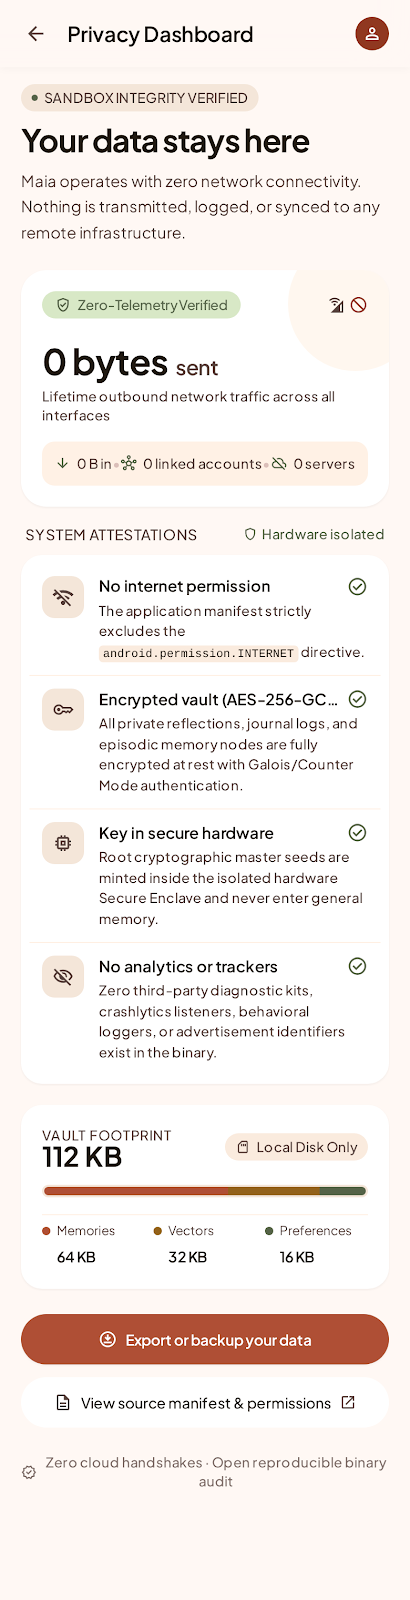 Privacy Dashboard
SANDBOX INTEGRITY VERIFIED
Your data stays here
Maia operates with zero network connectivity.
Nothing is transmitted, logged, or synced to any
remote infrastructure.
Zero-Telemetry Verified
0 bytes sent
Lifetime outbound network traffic across all
interfaces
0 B in
0 linked accounts
0 servers
SYSTEM ATTESTATIONS
Hardware isolated
No internet permission
The application manifest strictly
excludes the
android.permission.INTERNET directive.
Encrypted vault (AES-256-GC...
All private reflections, journal logs, and
episodic memory nodes are fully
encrypted at rest with Galois/Counter
Mode authentication.
Key in secure hardware
Root cryptographic master seeds are
minted inside the isolated hardware
Secure Enclave and never enter general
memory.
No analytics or trackers
Zero third-party diagnostic kits,
crashlytics listeners, behavioral
loggers, or advertisement identifiers
exist in the binary.
VAULT FOOTPRINT
112 KB
Local Disk Only
Memories
64 KB
Vectors
32 KB
Preferences
16 KB
Export or backup your data
View source manifest & permissions
Zero cloud handshakes · Open reproducible binary
audit